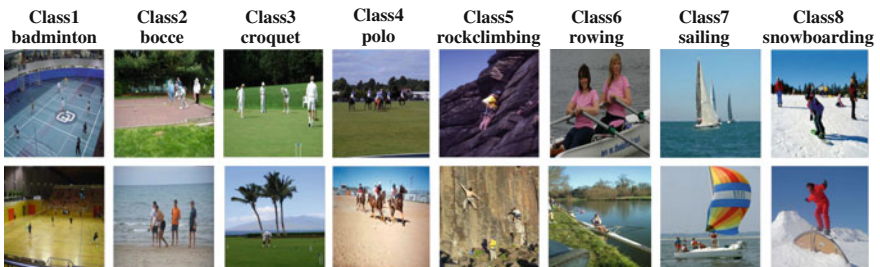 Class1 Class2 Class3 Class4 Class5 Class6 Class7 Class8
badminton bocce croquet polo rockclimbing rowing sailing snowboarding